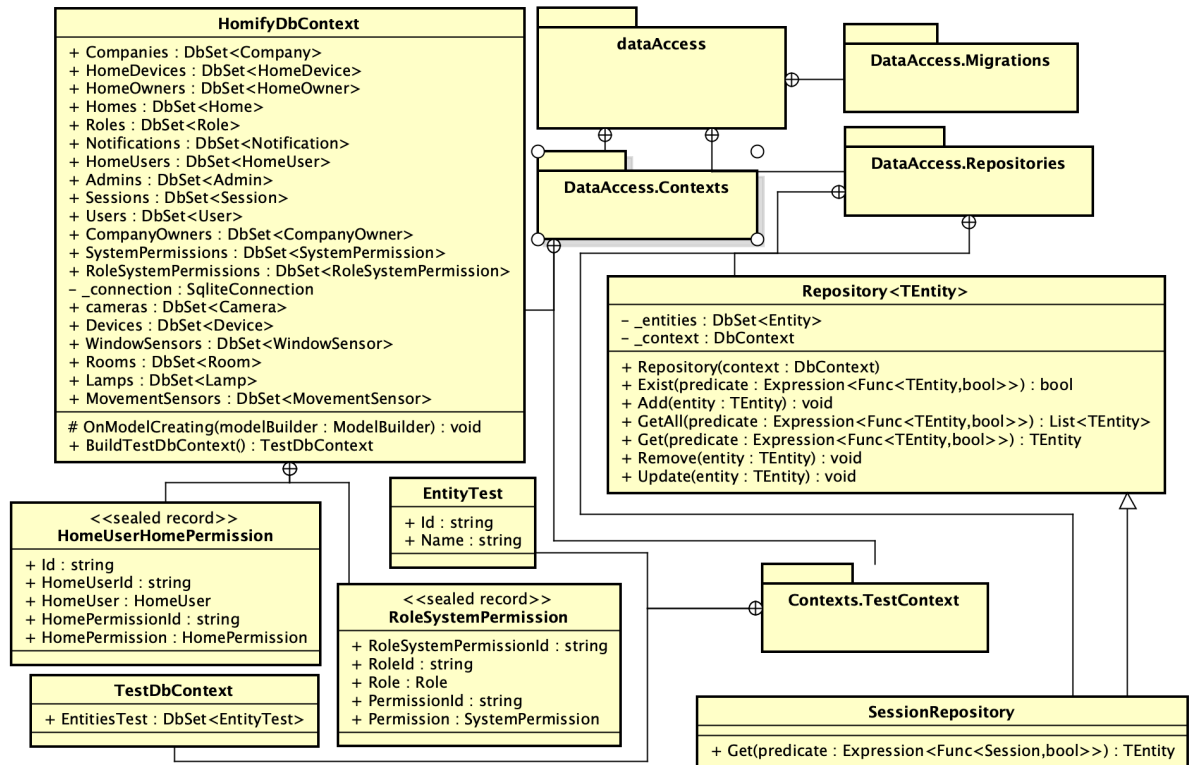 HomifyDbContext
+ Companies : DbSet<Company>
+ HomeDevices : DbSet<HomeDevice>
+ HomeOwners : DbSet<HomeOwner>
+ Homes : DbSet<Home>
+ Roles : DbSet<Role>
+ Notifications : DbSet<Notification>
+ HomeUsers : DbSet<HomeUser>
+ Admins : DbSet<Admin>
+ Sessions : DbSet<Session>
+ Users : DbSet<User>
+ CompanyOwners : DbSet<CompanyOwner>
+ SystemPermissions : DbSet<SystemPermission>
+ RoleSystemPermissions : DbSet<RoleSystemPermission>
- _connection : SqliteConnection
+ cameras : DbSet<Camera>
+ Devices : DbSet<Device>
+ WindowSensors : DbSet<WindowSensor>
+ Rooms : DbSet<Room>
+ Lamps : DbSet<Lamp>
+ MovementSensors : DbSet<MovementSensor>
# OnModelCreating(modelBuilder : ModelBuilder) : void
+ BuildTestDbContext() : TestDbContext
dataAccess
DataAccess.Migrations
DataAccess.Contexts
DataAccess.Repositories
Repository<TEntity>
- _entities : DbSet<Entity>
- _context : DbContext
+ Repository(context : DbContext)
+ Exist(predicate : Expression<Func<TEntity,bool>>) : bool
+ Add(entity : TEntity) : void
+ GetAll(predicate : Expression<Func<TEntity,bool>>) : List<TEntity>
+ Get(predicate : Expression<Func<TEntity,bool>>) : TEntity
+ Remove(entity : TEntity) : void
+ Update(entity : TEntity) : void
EntityTest
+ Id : string
+ Name : string
<<sealed record>>
HomeUserHomePermission
+ Id : string
+ HomeUserId : string
+ HomeUser : HomeUser
+ HomePermissionId : string
+ HomePermission : HomePermission
<<sealed record>>
RoleSystemPermission
+ RoleSystemPermissionId : string
+ RoleId : string
+ Role : Role
+ PermissionId : string
+ Permission : SystemPermission
Contexts.TestContext
TestDbContext
+ EntitiesTest : DbSet<EntityTest>
SessionRepository
+ Get(predicate : Expression<Func<Session,bool>>) : TEntity